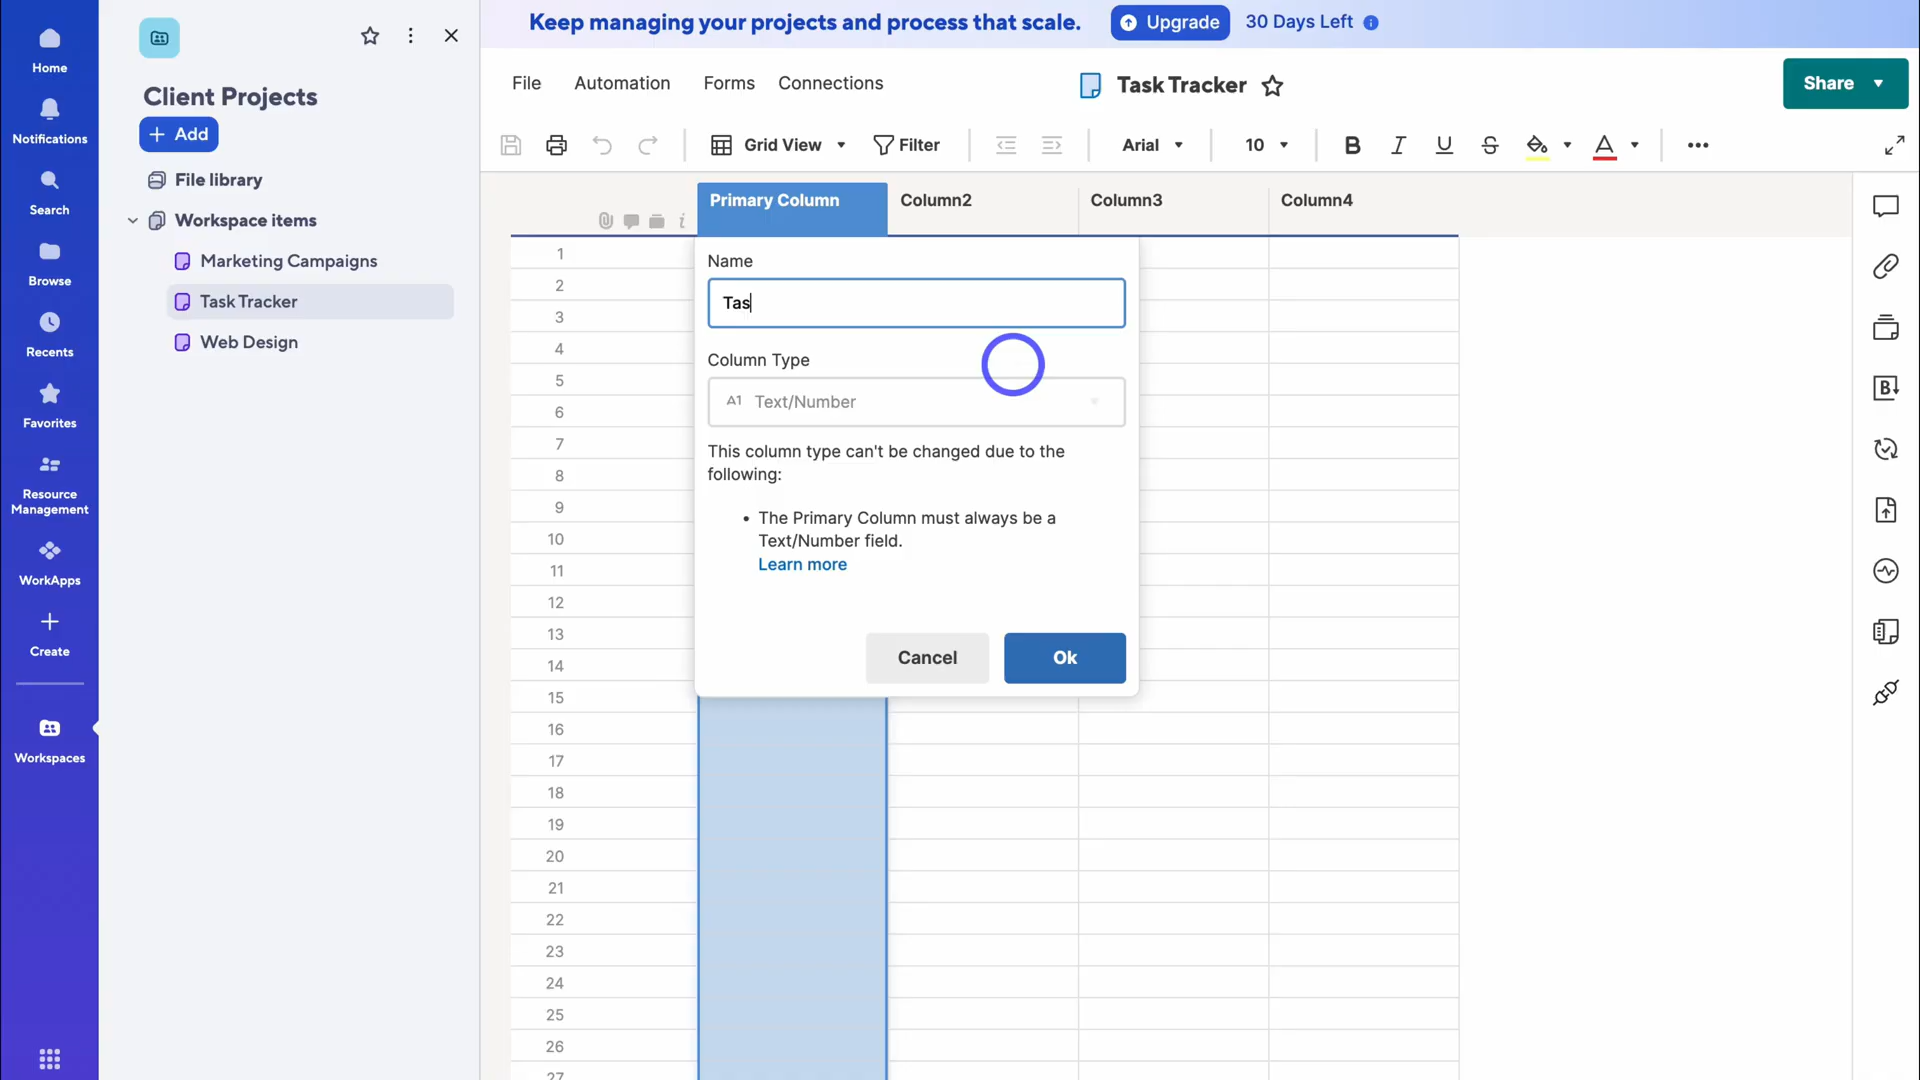 Keep managing your projects and process that scale.
Upgrade
30 Days Left
Home
Notifications
Search
Browse
Recents
Favorites
Resource
Management
WorkApps
Create
Workspaces
Client Projects
Add
File library
Workspace items
Marketing Campaigns
Task Tracker
Web Design
File
Automation
Forms
Connections
Task Tracker
Share
Grid View
Filter
Arial
10
B
I
U
S
A
Primary Column
Column2
Column3
Column4
1
2
3
4
5
6
7
8
9
10
11
12
13
14
15
16
17
18
19
20
21
22
23
24
25
26
27
Name
Tas
Column Type
A1 Text/Number
This column type can't be changed due to the
following:
• The Primary Column must always be a
Text/Number field.
Learn more
Cancel
Ok